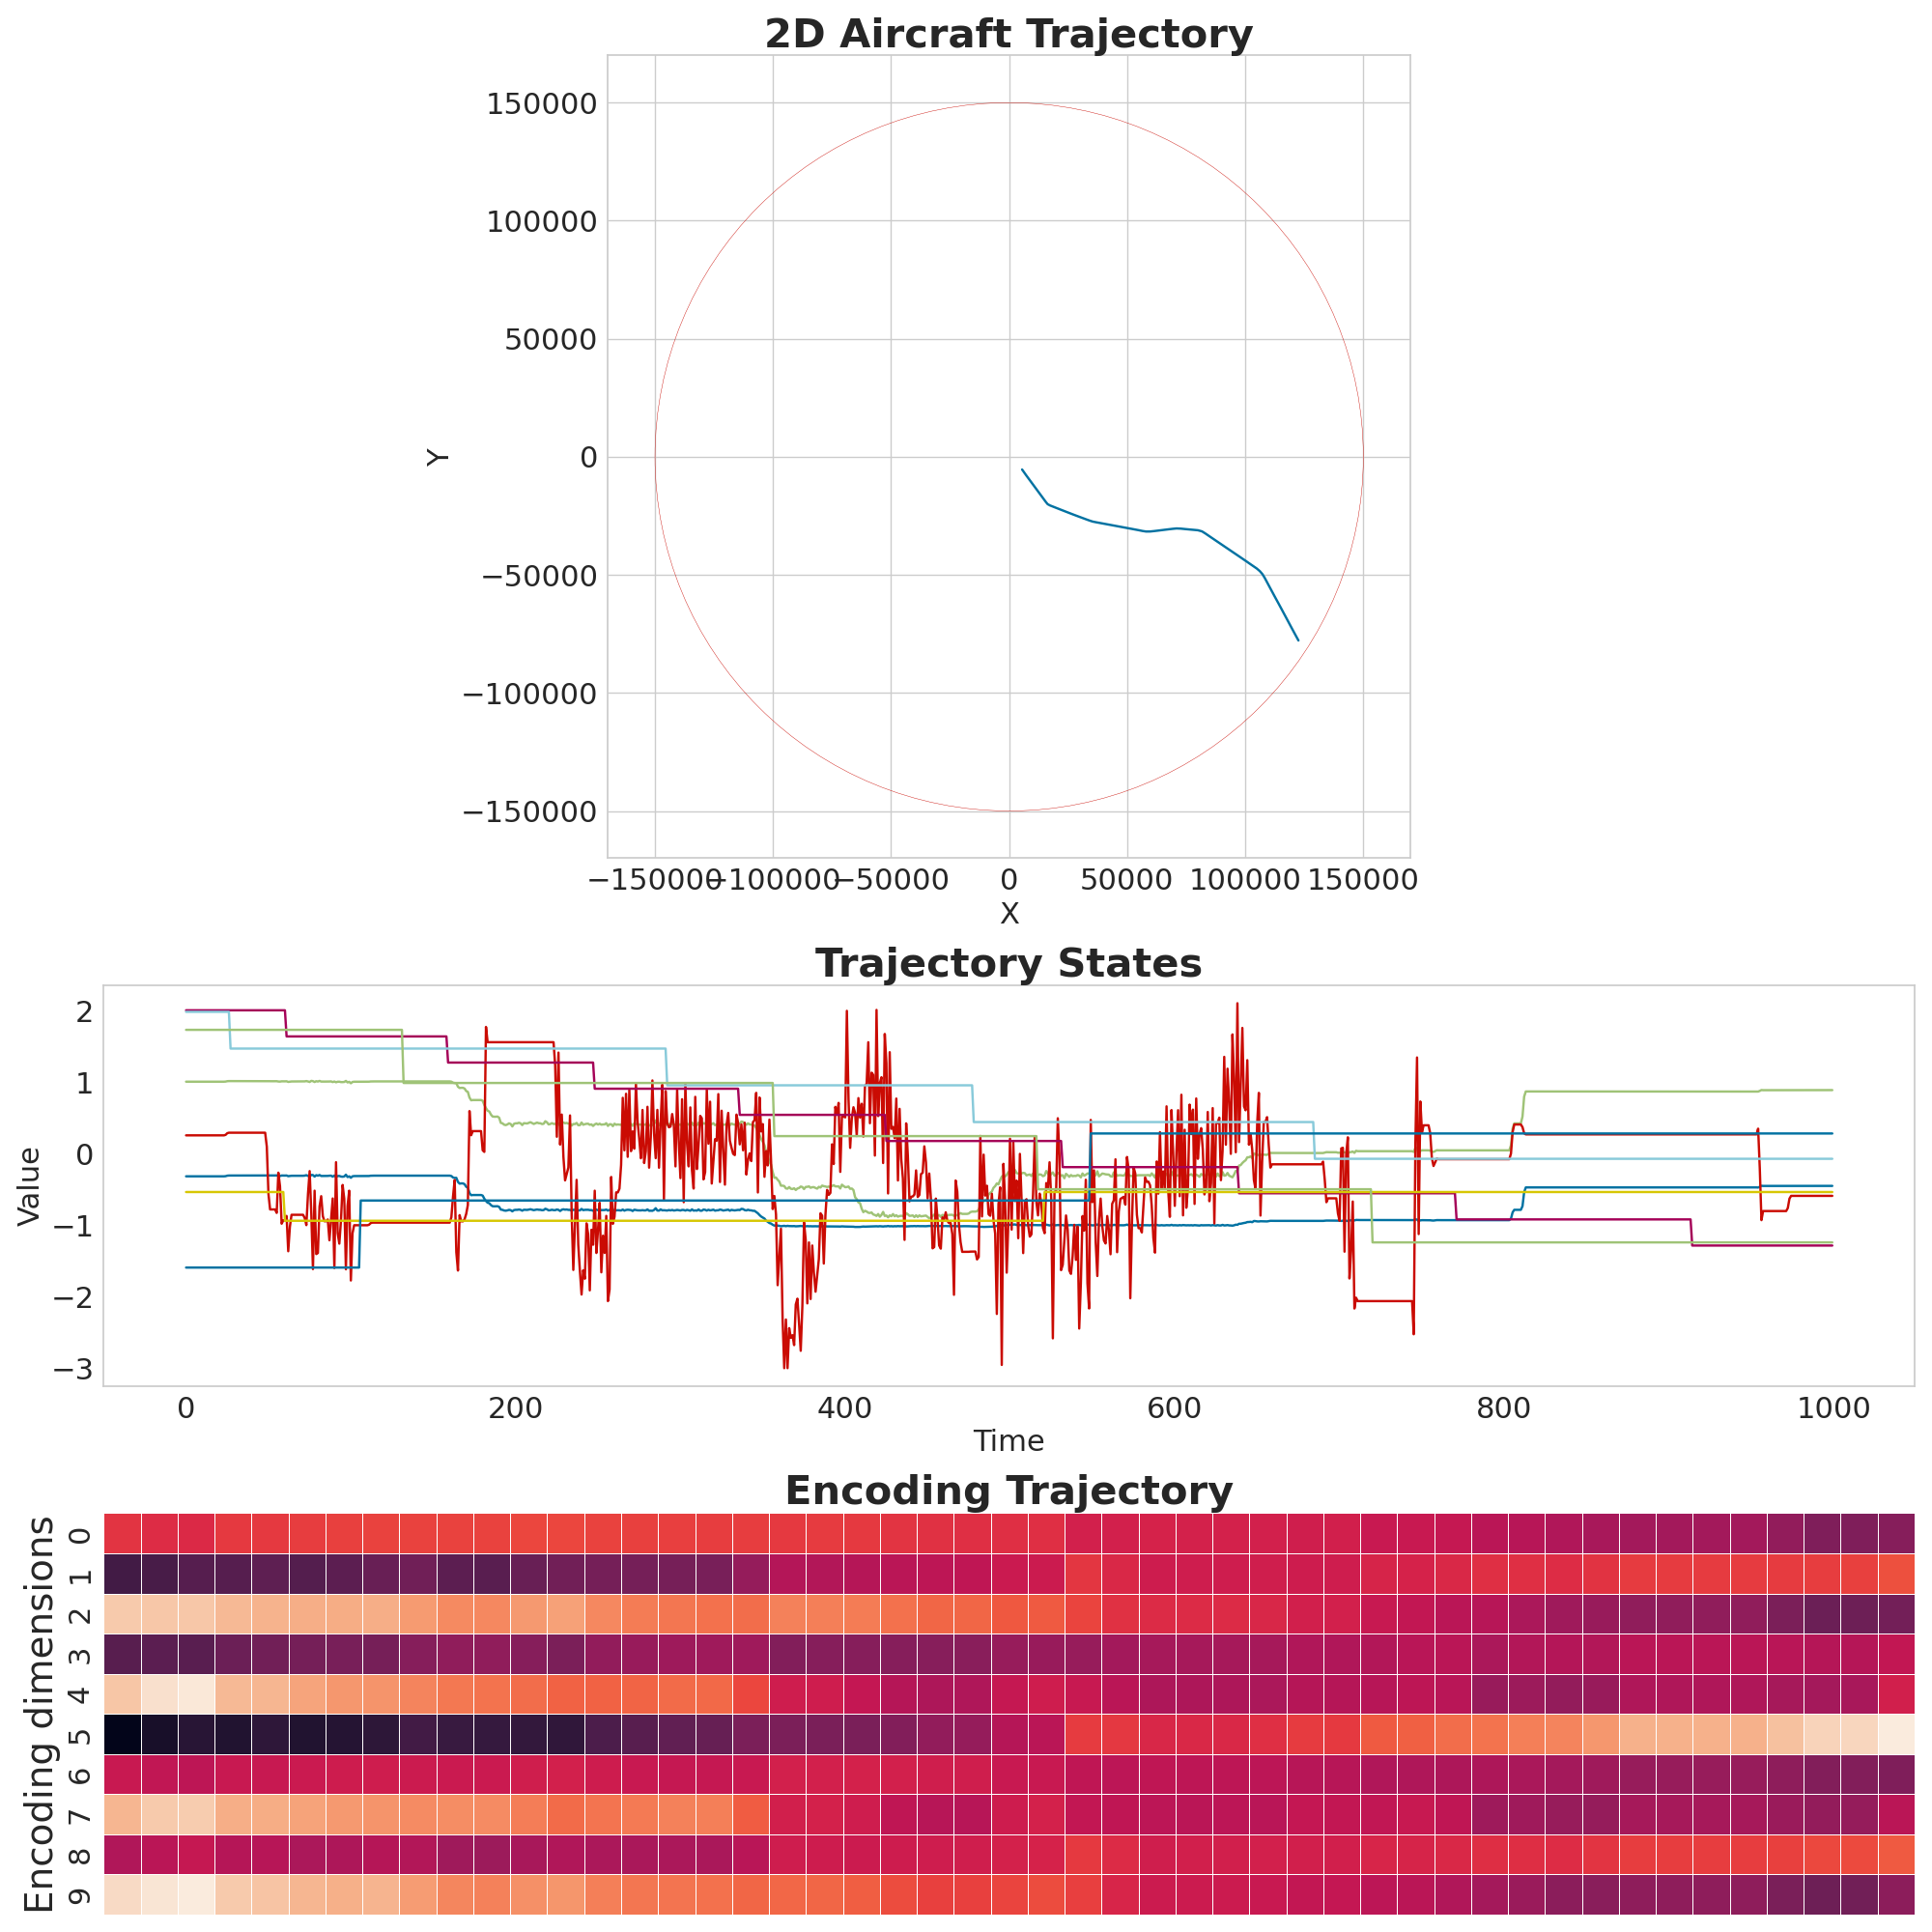 2D Aircraft Trajectory
150000
100000
50000
0
−50000
−100000
−150000
Y
−150000 −100000 −50000 0 50000 100000 150000
X
Trajectory States
2
1
0
−1
−2
−3
Value
0 200 400 600 800 1000
Time
Encoding Trajectory
Encoding dimensions
0
1
2
3
4
5
6
7
8
9